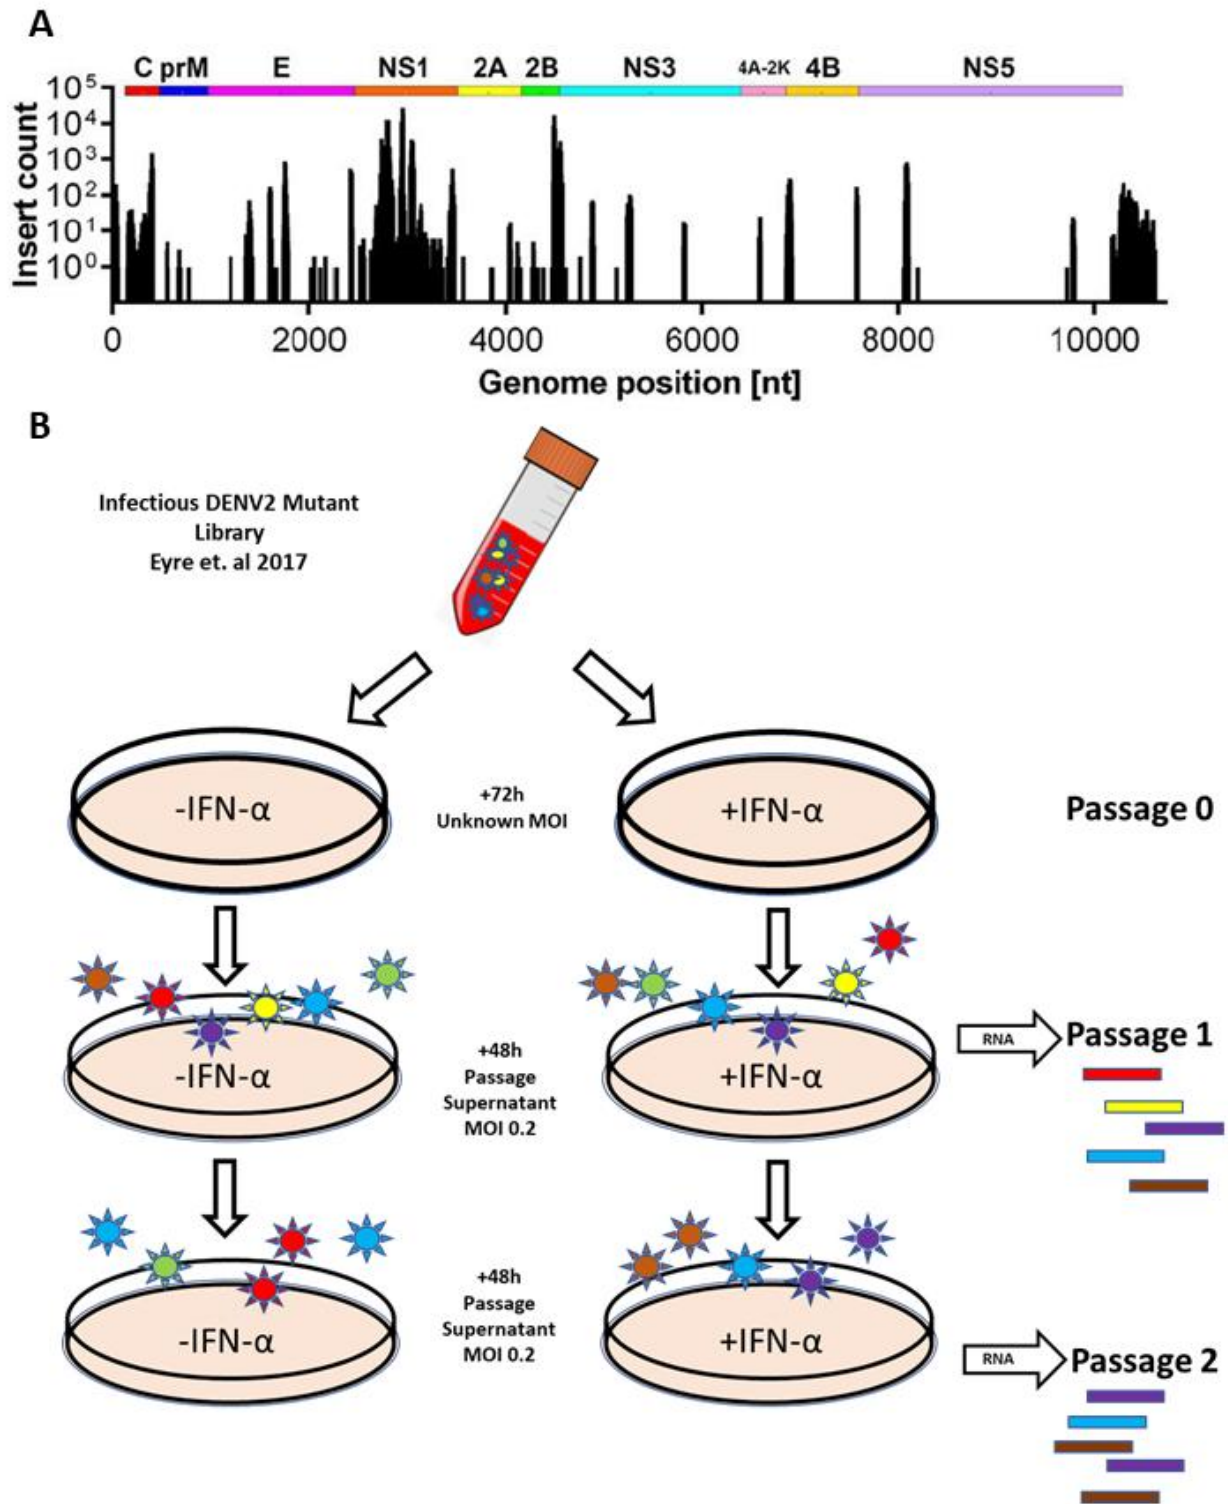 A
C prM E NS1 2A 2B NS3 4A-2K 4B NS5
10^5
10^4
10^3
10^2
10^1
10^0
Insert count
0 2000 4000 6000 8000 10000
Genome position [nt]
B
Infectious DENV2 Mutant
Library
Eyre et. al 2017
-IFN-α
+72h
Unknown MOI
+IFN-α
Passage 0
-IFN-α
+48h
Passage
Supernatant
MOI 0.2
+IFN-α
RNA
Passage 1
-IFN-α
+48h
Passage
Supernatant
MOI 0.2
+IFN-α
RNA
Passage 2